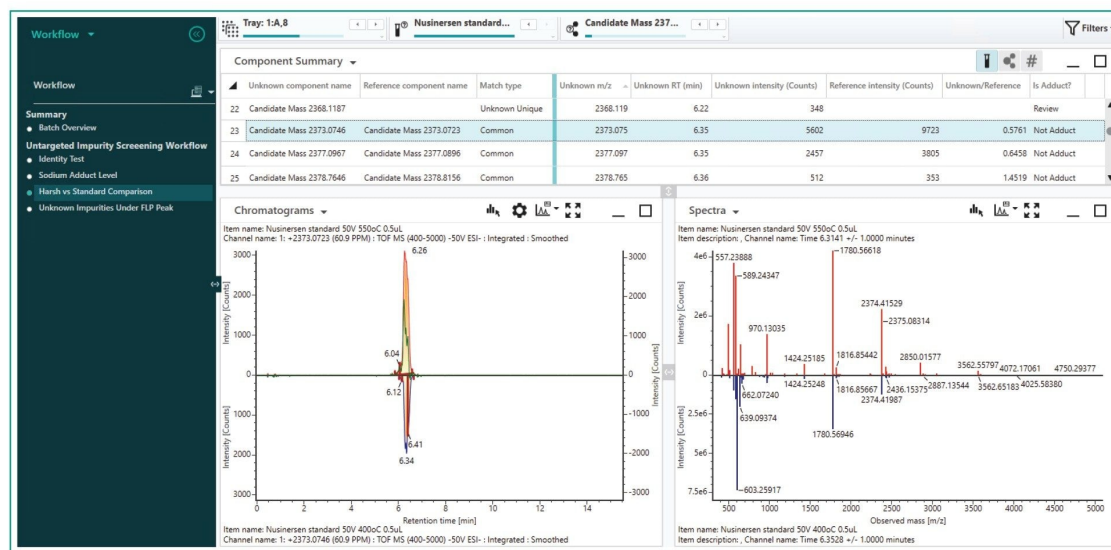 Workflow
Tray: 1:A,8
Nusinersen standard...
Candidate Mass 237...
Filters
Workflow
Summary
Batch Overview
Untargeted Impurity Screeening Workflow
Identity Test
Sodium Adduct Level
Harsh vs Standard Comparison
Unknown Impurities Under FLP Peak
Component Summary
#
Unknown component name Reference component name Match type Unknown m/z Unknown RT (min) Unknown intensity (Counts) Reference intensity (Counts) Unknown/Reference Is Adduct?
22 Candidate Mass 2368.1187 Unknown Unique 2368.119 6.22 348 Review
23 Candidate Mass 2373.0746 Candidate Mass 2373.0723 Common 2373.075 6.35 5602 9723 0.5761 Not Adduct
24 Candidate Mass 2377.0967 Candidate Mass 2377.0896 Common 2377.097 6.35 2457 3805 0.6458 Not Adduct
25 Candidate Mass 2378.7646 Candidate Mass 2378.8156 Common 2378.765 6.36 512 353 1.4519 Not Adduct
Chromatograms
Item name: Nusinersen standard 50V 550oC 0.5uL
Channel name: 1: +2373.0723 (60.9 PPM) : TOF MS (400-5000) -50V ESI- : Integrated : Smoothed
6.26
6.04
6.12
6.41
6.34
3000
2000
1000
0
1000
2000
3000
3000
2000
1000
0
-1000
-2000
-3000
Intensity [Counts]
Intensity [Counts]
Intensity [Counts]
0 2 4 6 8 10 12 14
Retention time [min]
Item name: Nusinersen standard 50V 400oC 0.5uL
Channel name: 1: +2373.0746 (60.9 PPM) : TOF MS (400-5000) -50V ESI- : Integrated : Smoothed
Spectra
Item name: Nusinersen standard 50V 550oC 0.5uL
Item description: , Channel name: Time 6.3141 +/- 1.0000 minutes
4e6
2e6
0
2.5e6
5e6
7.5e6
Intensity [Counts]
Intensity [Counts]
557.23888
589.24347
970.13035
1424.25185
1780.56618
1816.85442
2374.41529
2375.08314
2850.01577
3562.55797
4072.17061
4750.29377
662.07240
639.09374
603.25917
1424.25248
1780.56946
1816.85667
2374.41987
2436.15375
2887.13544
3562.65183
4025.58380
500 1000 1500 2000 2500 3000 3500 4000 4500 5000
Observed mass [m/z]
Item name: Nusinersen standard 50V 400oC 0.5uL
Item description: , Channel name: Time 6.3528 +/- 1.0000 minutes